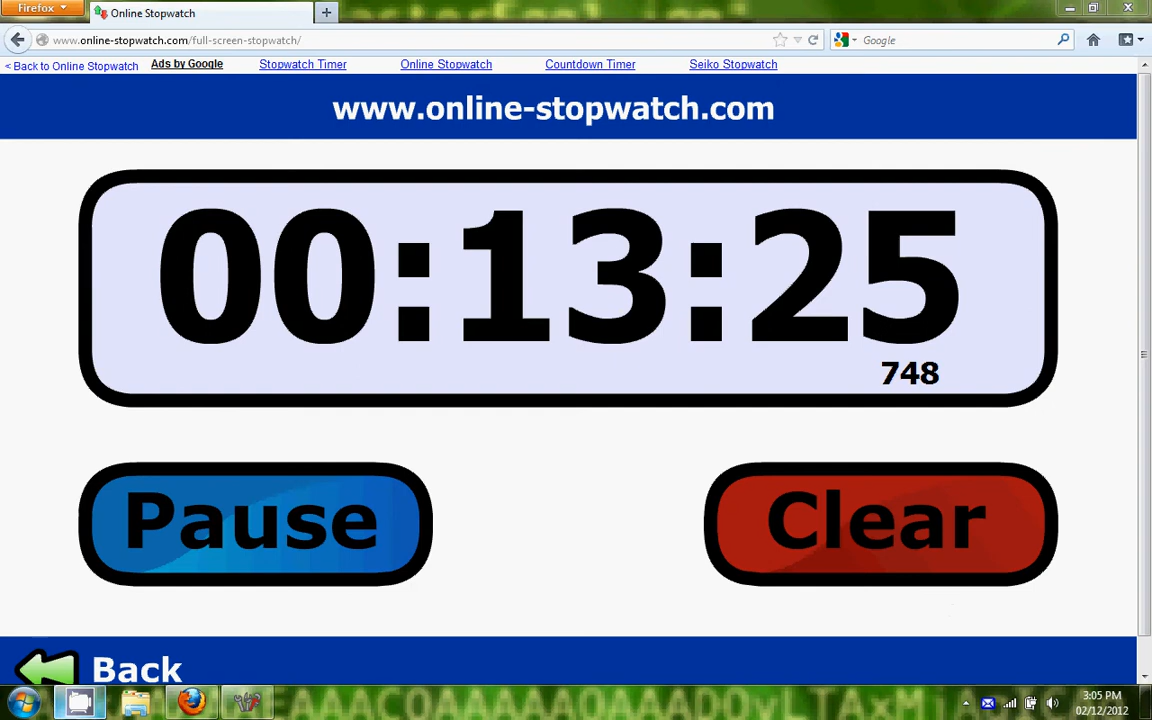 Firefox
Online Stopwatch
www.online-stopwatch.com/full-screen-stopwatch/
Google
< Back to Online Stopwatch Ads by Google Stopwatch Timer Online Stopwatch Countdown Timer Seiko Stopwatch
www.online-stopwatch.com
00:13:25
748
Pause Clear
Back
3:05 PM
02/12/2012